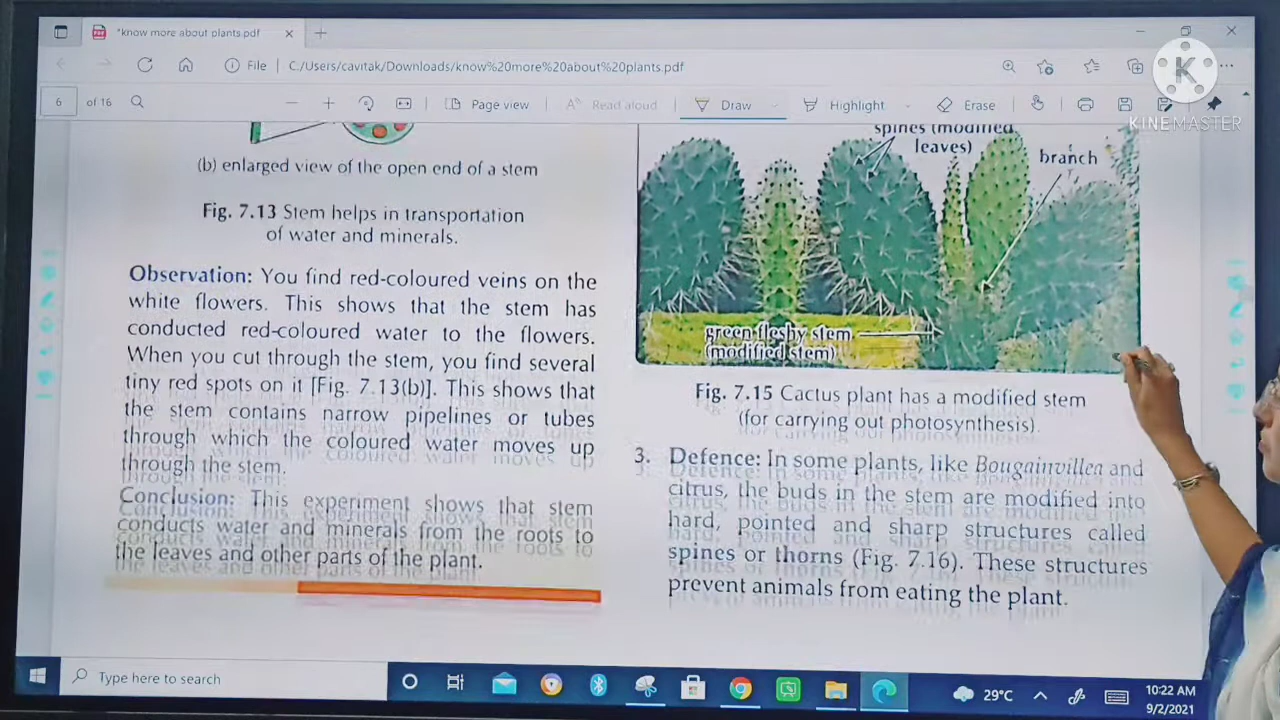 *know more about plants.pdf
File
C:/Users/cavitak/Downloads/know%20more%20about%20plants.pdf
6 of 16
Page view
Read aloud
Draw
Highlight
Erase
K
KINEMASTER
(b) enlarged view of the open end of a stem
Fig. 7.13 Stem helps in transportation
of water and minerals.
Observation: You find red-coloured veins on the
white flowers. This shows that the stem has
conducted red-coloured water to the flowers.
When you cut through the stem, you find several
tiny red spots on it [Fig. 7.13(b)]. This shows that
the stem contains narrow pipelines or tubes
through which the coloured water moves up
through the stem.
Conclusion: This experiment shows that stem
conducts water and minerals from the roots to
the leaves and other parts of the plant.
spines (modified
leaves)
branch
green fleshy stem
(modified stem)
Fig. 7.15 Cactus plant has a modified stem
(for carrying out photosynthesis).
3. Defence: In some plants, like Bougainvillea and
citrus, the buds in the stem are modified into
hard, pointed and sharp structures called
spines or thorns (Fig. 7.16). These structures
prevent animals from eating the plant.
Type here to search
29°C
10:22 AM
9/2/2021